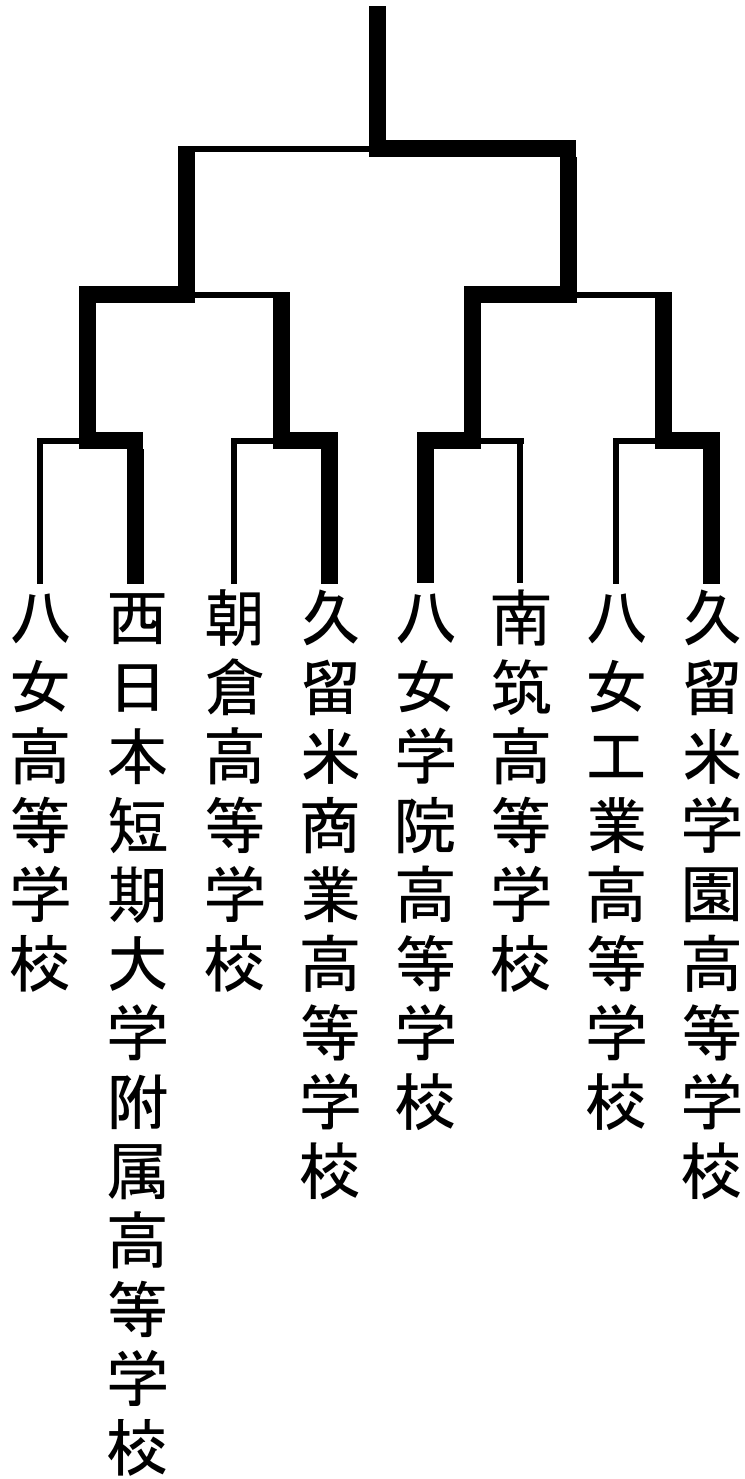 八女高等学校
西日本短期大学附属高等学校
朝倉高等学校
久留米商業高等学校
八女学院高等学校
南筑高等学校
八女工業高等学校
久留米学園高等学校